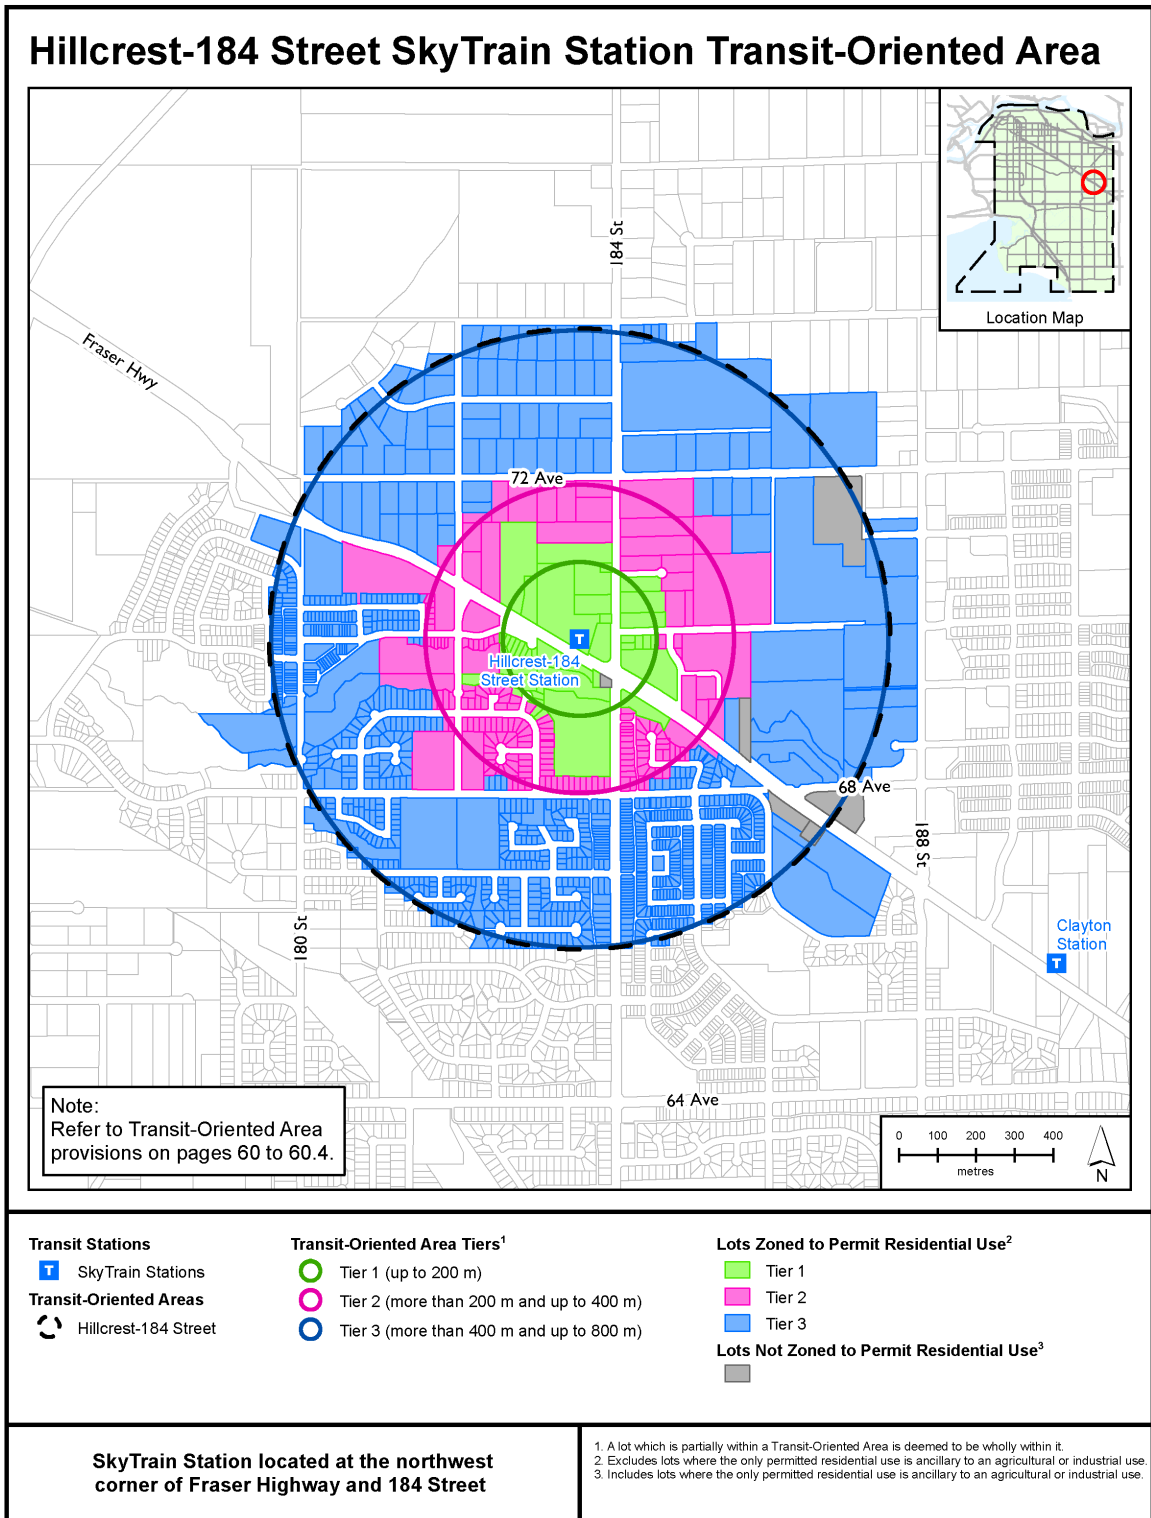 Hillcrest-184 Street SkyTrain Station Transit-Oriented Area
Location Map
184 St
Fraser Hwy
72 Ave
T
Hillcrest-184
Street Station
68 Ave
188 St
180 St
Clayton
Station
T
64 Ave
Note:
Refer to Transit-Oriented Area
provisions on pages 60 to 60.4.
0 100 200 300 400
metres
N
Transit Stations
T SkyTrain Stations
Transit-Oriented Areas
Hillcrest-184 Street
Transit-Oriented Area Tiers1
Tier 1 (up to 200 m)
Tier 2 (more than 200 m and up to 400 m)
Tier 3 (more than 400 m and up to 800 m)
Lots Zoned to Permit Residential Use2
Tier 1
Tier 2
Tier 3
Lots Not Zoned to Permit Residential Use3
SkyTrain Station located at the northwest
corner of Fraser Highway and 184 Street
1. A lot which is partially within a Transit-Oriented Area is deemed to be wholly within it.
2. Excludes lots where the only permitted residential use is ancillary to an agricultural or industrial use.
3. Includes lots where the only permitted residential use is ancillary to an agricultural or industrial use.